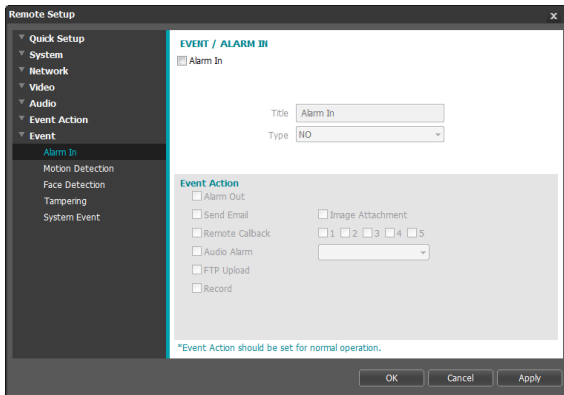 Remote Setup x
Quick Setup
System
Network
Video
Audio
Event Action
Event
Alarm In
Motion Detection
Face Detection
Tampering
System Event
EVENT / ALARM IN
Alarm In
Title Alarm In
Type NO
Event Action
Alarm Out
Send Email Image Attachment
Remote Callback 1 2 3 4 5
Audio Alarm
FTP Upload
Record
*Event Action should be set for normal operation.
OK Cancel Apply